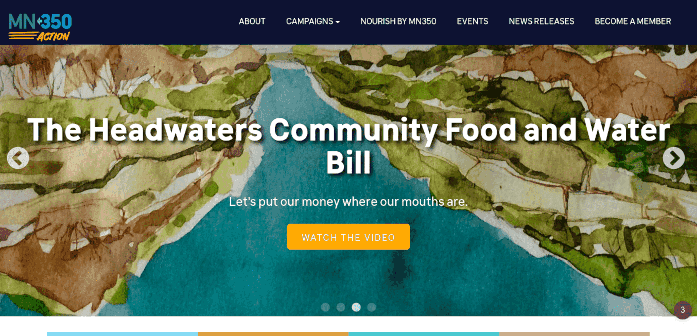 MN350
ACTION
ABOUT
CAMPAIGNS
NOURISH BY MN350
EVENTS
NEWS RELEASES
BECOME A MEMBER
The Headwaters Community Food and Water
Bill
Let's put our money where our mouths are.
WATCH THE VIDEO
3